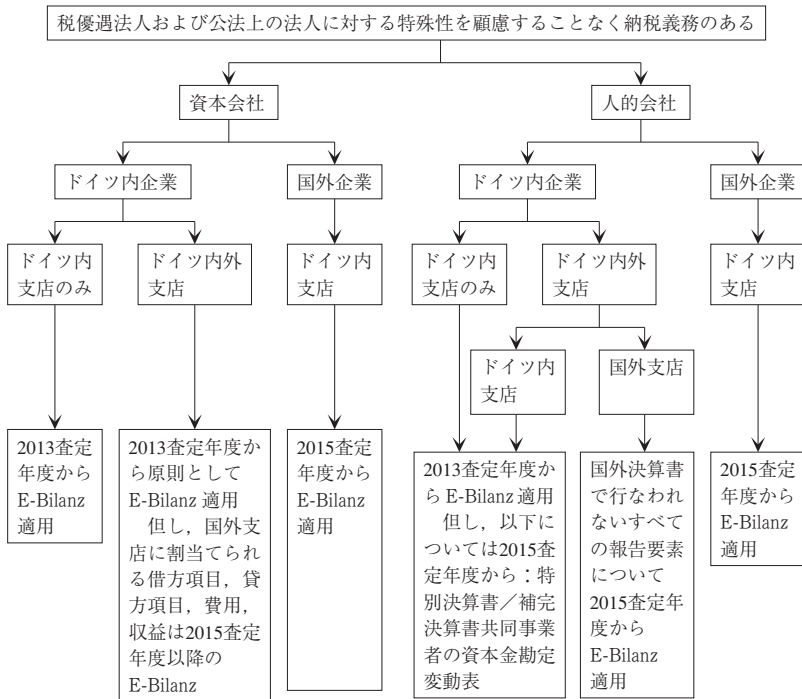 税優遇法人および公法上の法人に対する特殊性を顧慮することなく納税義務のある
資本会社
人的会社
ドイツ内企業
国外企業
ドイツ内企業
国外企業
ドイツ内
支店のみ
ドイツ内外
支店
ドイツ内
支店
ドイツ内
支店のみ
ドイツ内外
支店
ドイツ内
支店
ドイツ内
支店
国外支店
2013査定
年度から
E-Bilanz
適用
2013査定年度か
ら原則として
E-Bilanz 適用
但し，国外支
店に割当てられ
る借方項目，貸
方項目，費用，
収益は2015査定
年度以降の
E-Bilanz
2015査定
年度から
E-Bilanz
適用
2013査定年度か
ら E-Bilanz 適用
但し，以下に
ついては2015査
定年度から：特
別決算書／補完
決算書共同事業
者の資本金勘定
変動表
国外決算書
で行なわれ
ないすべて
の報告要素
について
2015査定年
度から
E-Bilanz
適用
2015査定
年度から
E-Bilanz
適用